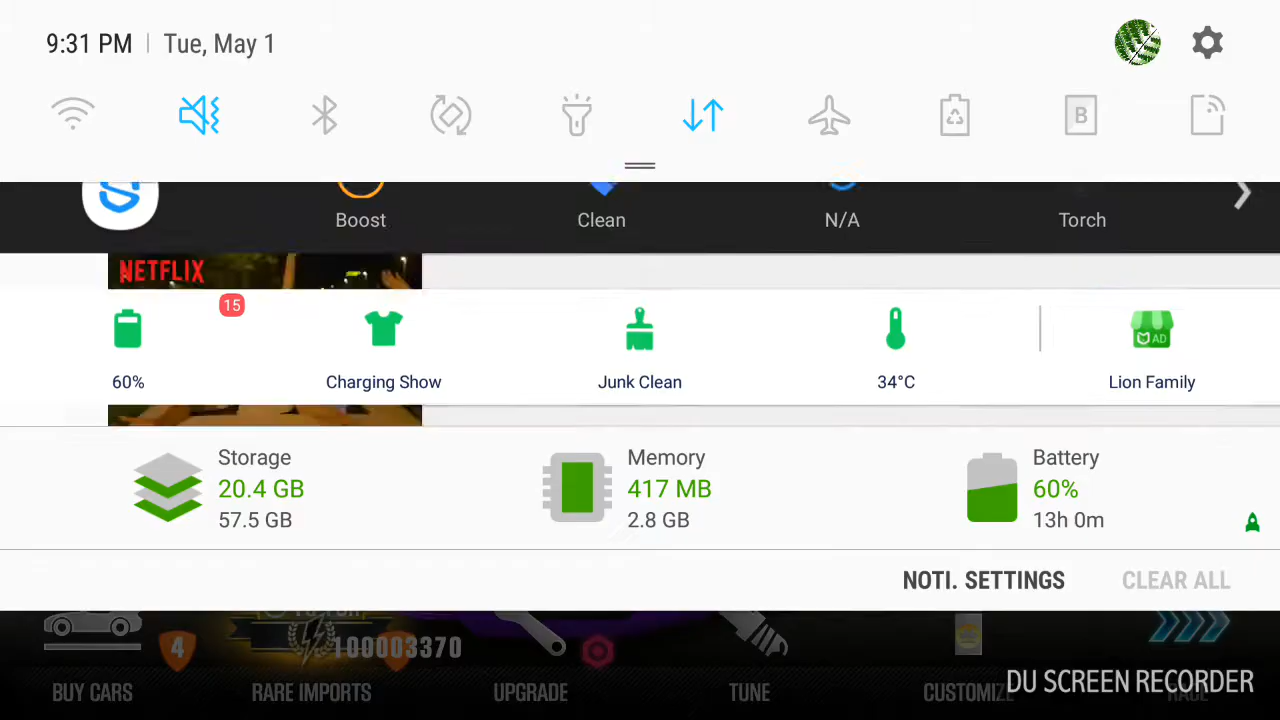 9:31 PM | Tue, May 1
B
Boost
Clean
N/A
Torch
NETFLIX
15
AD
60%
Charging Show
Junk Clean
34°C
Lion Family
Storage
20.4 GB
57.5 GB
Memory
417 MB
2.8 GB
Battery
60%
13h 0m
NOTI. SETTINGS
CLEAR ALL
4
100003370
BUY CARS
RARE IMPORTS
UPGRADE
TUNE
CUSTOMIZE
RACE
DU SCREEN RECORDER